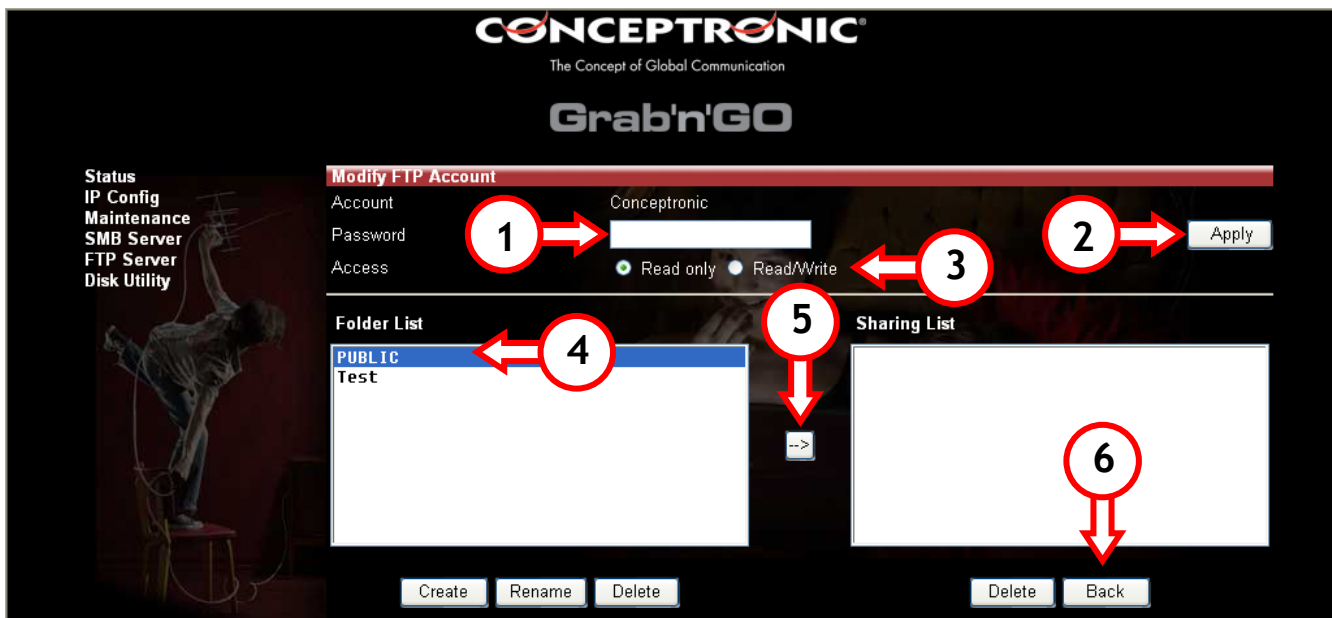 CONCEPTRONIC®
The Concept of Global Communication
Grab'n'GO
Status
IP Config
Maintenance
SMB Server
FTP Server
Disk Utility
Modify FTP Account
Account Conceptronic
Password 1 2 Apply
Access Read only Read/Write 3
Folder List 5 Sharing List
PUBLIC 4
Test
-->
6
Create Rename Delete Delete Back